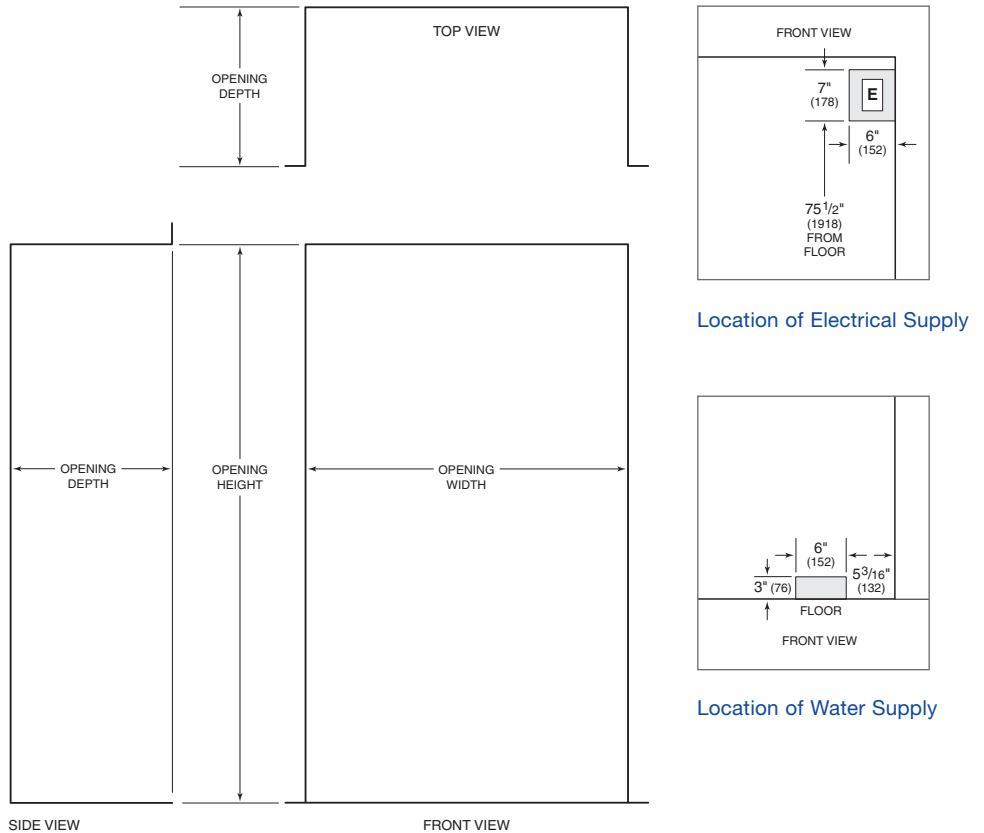 TOP VIEW
OPENING
DEPTH
OPENING
DEPTH
OPENING
HEIGHT
OPENING
WIDTH
SIDE VIEW
FRONT VIEW
FRONT VIEW
E
7"
(178)
6"
(152)
75 1/2"
(1918)
FROM
FLOOR
Location of Electrical Supply
6"
(152)
5 3/16"
(132)
3" (76)
FLOOR
FRONT VIEW
Location of Water Supply